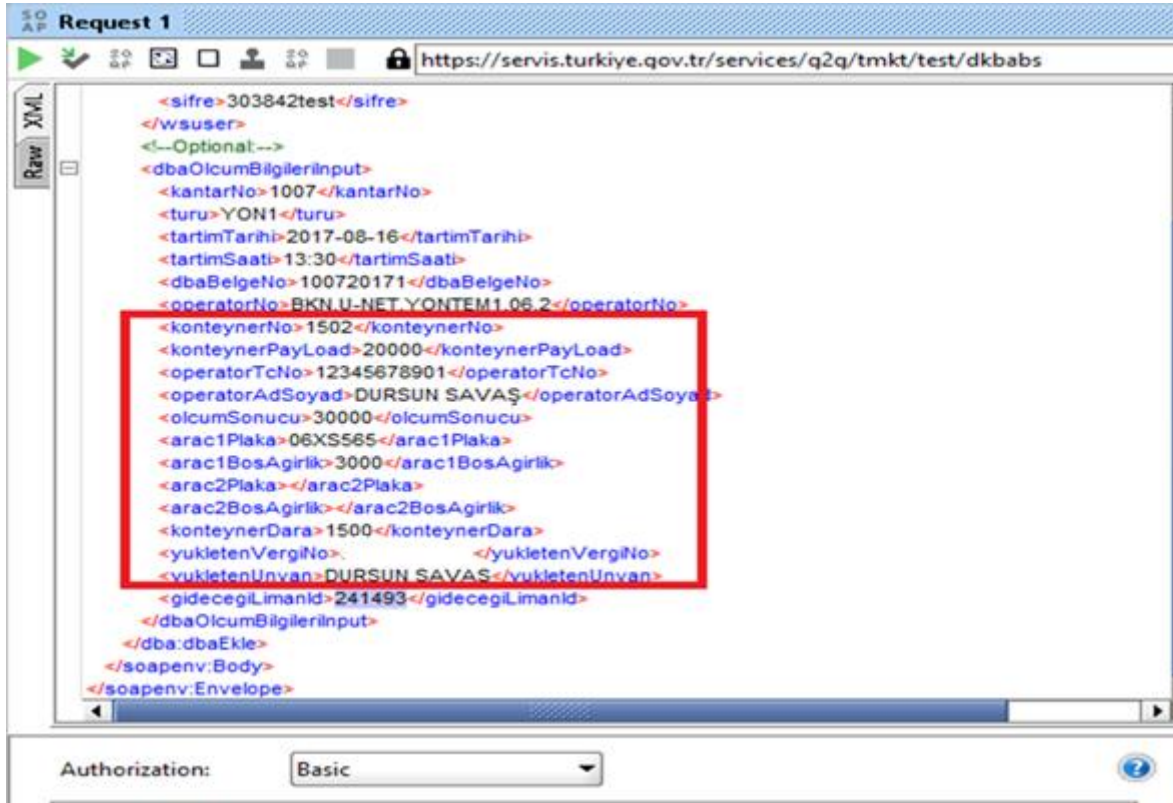 SOAP Request 1
https://servis.turkiye.gov.tr/services/g2g/tmkt/test/dkbabs
XML
Raw
<sifre>303842test</sifre>
</wsuser>
<!--Optional:-->
<dbaOlcumBilgileriInput>
<kantarNo>1007</kantarNo>
<turu>YON1</turu>
<tartimTarihi>2017-08-16</tartimTarihi>
<tartimSaati>13:30</tartimSaati>
<dbaBelgeNo>100720171</dbaBelgeNo>
<operatorNo>BKN.U-NET.YONTEM1.06.2</operatorNo>
<konteynerNo>1502</konteynerNo>
<konteynerPayLoad>20000</konteynerPayLoad>
<operatorTcNo>12345678901</operatorTcNo>
<operatorAdSoyad>DURSUN SAVAŞ</operatorAdSoyad>
<olcumSonucu>30000</olcumSonucu>
<arac1Plaka>06XS565</arac1Plaka>
<arac1BosAgirlik>3000</arac1BosAgirlik>
<arac2Plaka></arac2Plaka>
<arac2BosAgirlik></arac2BosAgirlik>
<konteynerDara>1500</konteynerDara>
<yukletenVergiNo>. </yukletenVergiNo>
<yukletenUnvan>DURSUN SAVAS</yukletenUnvan>
<gidecegiLimanId>241493</gidecegiLimanId>
</dbaOlcumBilgileriInput>
</dba:dbaEkle>
</soapenv:Body>
</soapenv:Envelope>
Authorization: Basic